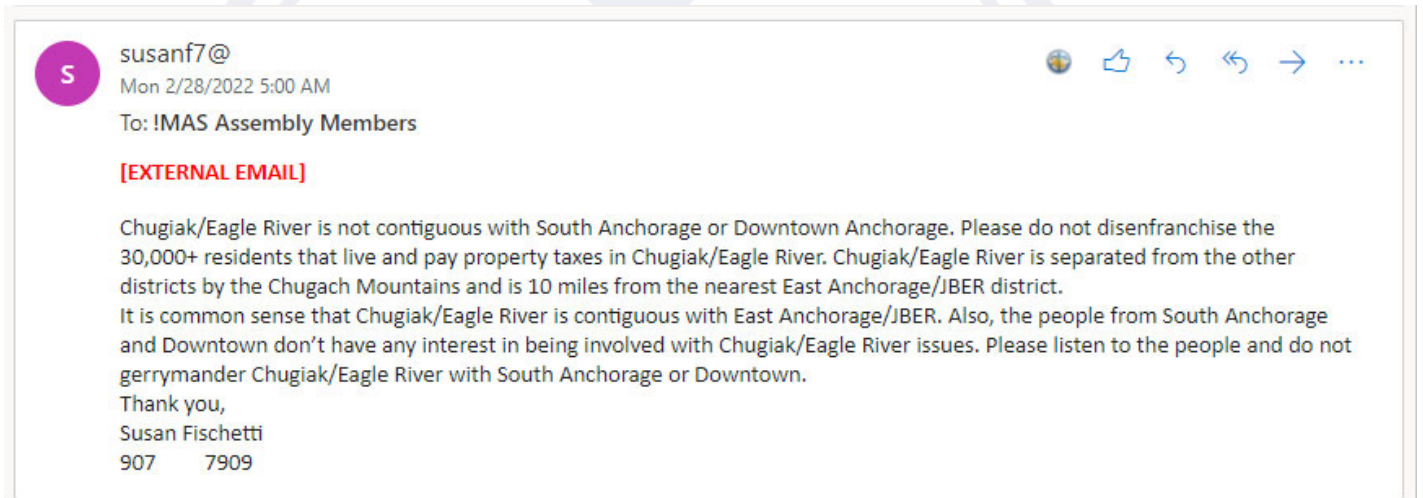 S
susanf7@
Mon 2/28/2022 5:00 AM
To: !MAS Assembly Members
[EXTERNAL EMAIL]
Chugiak/Eagle River is not contiguous with South Anchorage or Downtown Anchorage. Please do not disenfranchise the
30,000+ residents that live and pay property taxes in Chugiak/Eagle River. Chugiak/Eagle River is separated from the other
districts by the Chugach Mountains and is 10 miles from the nearest East Anchorage/JBER district.
It is common sense that Chugiak/Eagle River is contiguous with East Anchorage/JBER. Also, the people from South Anchorage
and Downtown don’t have any interest in being involved with Chugiak/Eagle River issues. Please listen to the people and do not
gerrymander Chugiak/Eagle River with South Anchorage or Downtown.
Thank you,
Susan Fischetti
907 7909